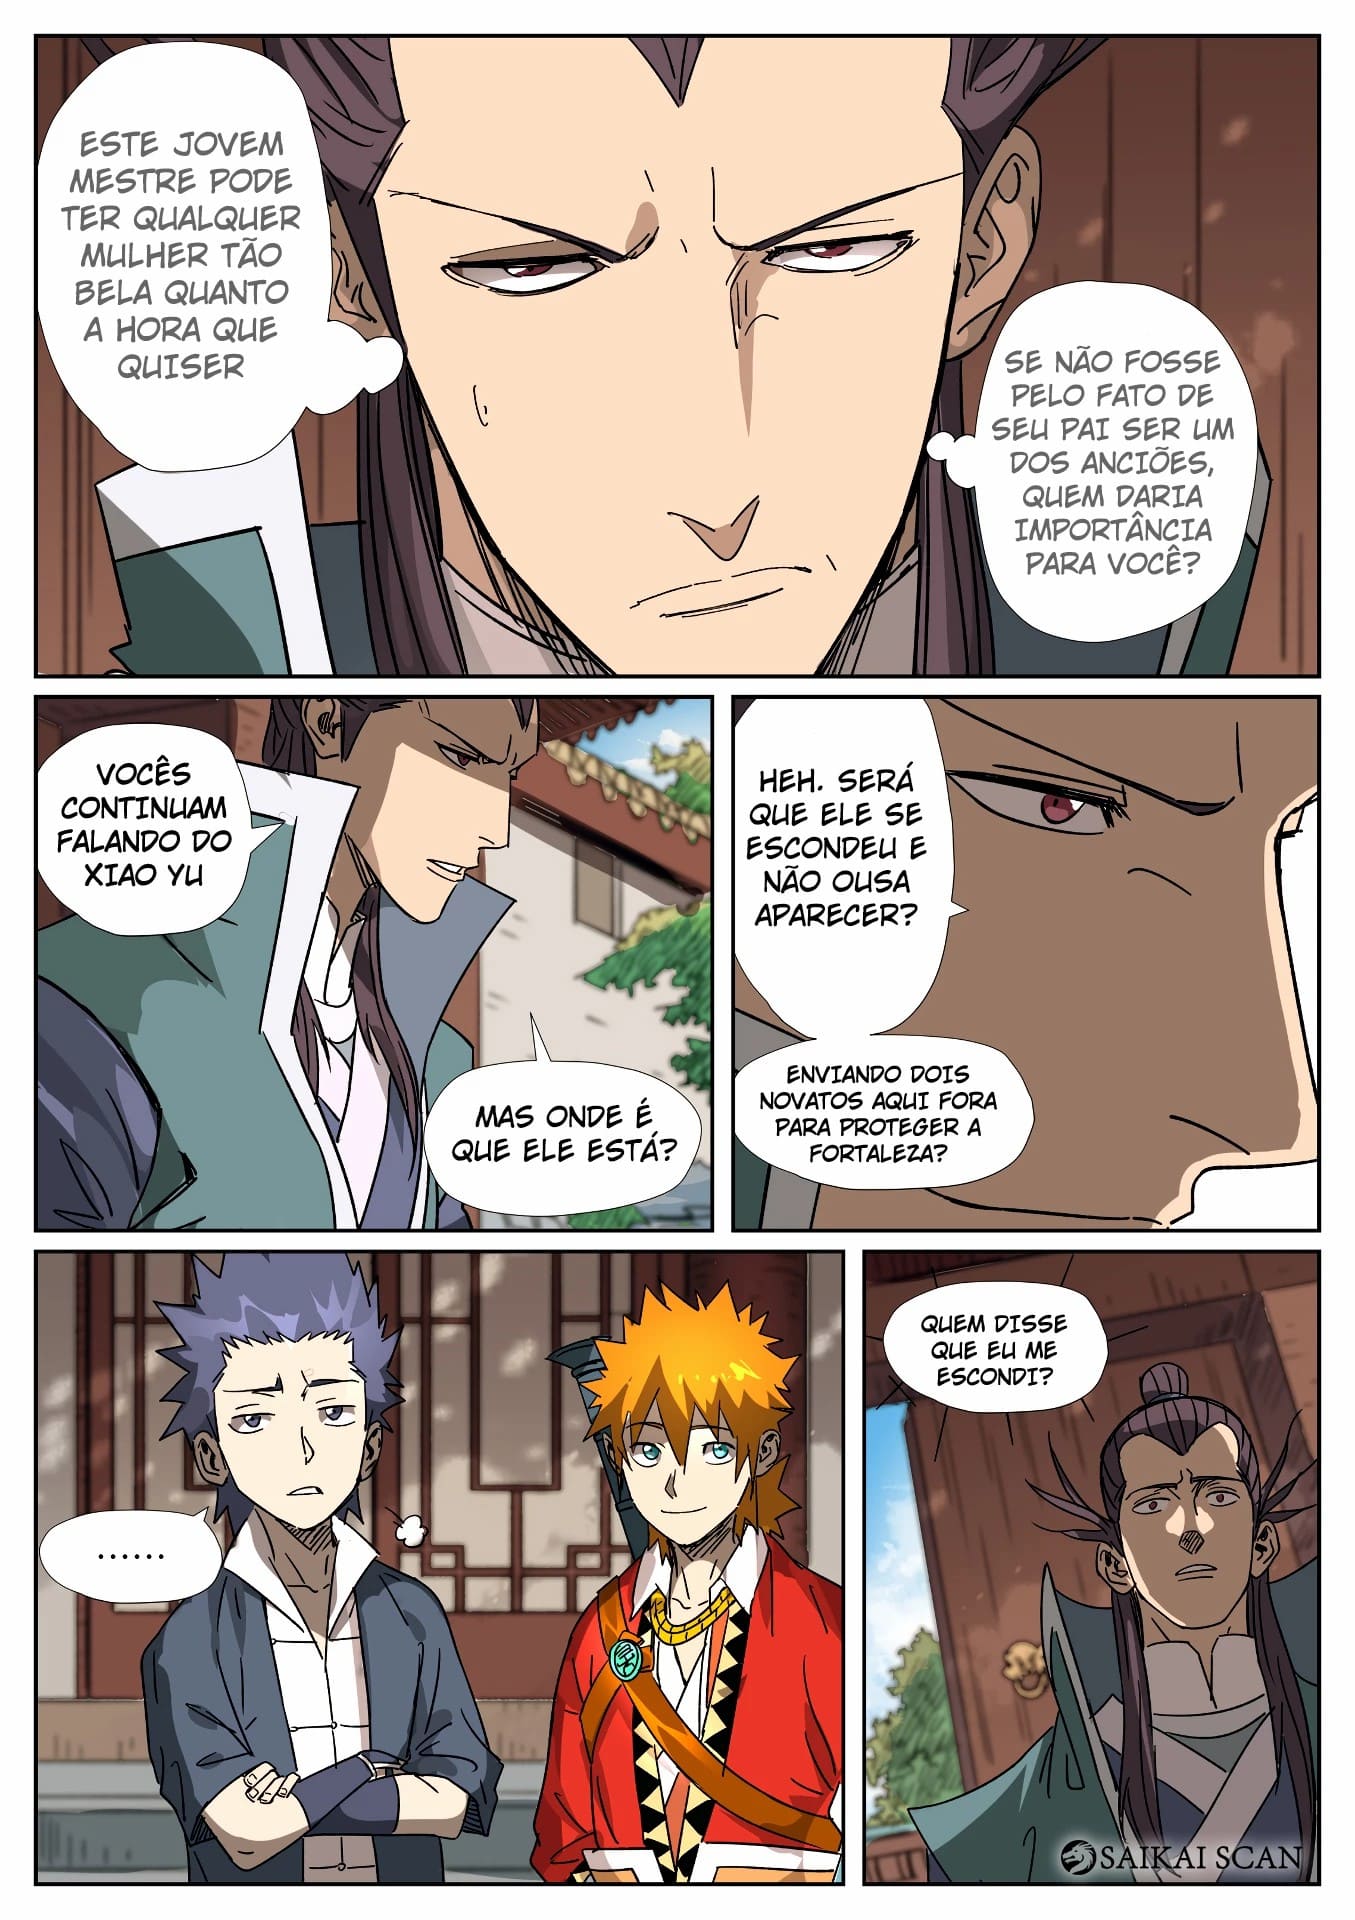 ESTE JOVEM
MESTRE PODE
TER QUALQUER
MULHER TÃO
BELA QUANTO
A HORA QUE
QUISER
SE NÃO FOSSE
PELO FATO DE
SEU PAI SER UM
DOS ANCIÕES,
QUEM DARIA
IMPORTÂNCIA
PARA VOCÊ?
VOCÊS
CONTINUAM
FALANDO DO
XIAO YU
MAS ONDE É
QUE ELE ESTÁ?
HEH. SERÁ
QUE ELE SE
ESCONDEU E
NÃO OUSA
APARECER?
ENVIANDO DOIS
NOVATOS AQUI FORA
PARA PROTEGER A
FORTALEZA?
......
QUEM DISSE
QUE EU ME
ESCONDI?
SAIKAI SCAN